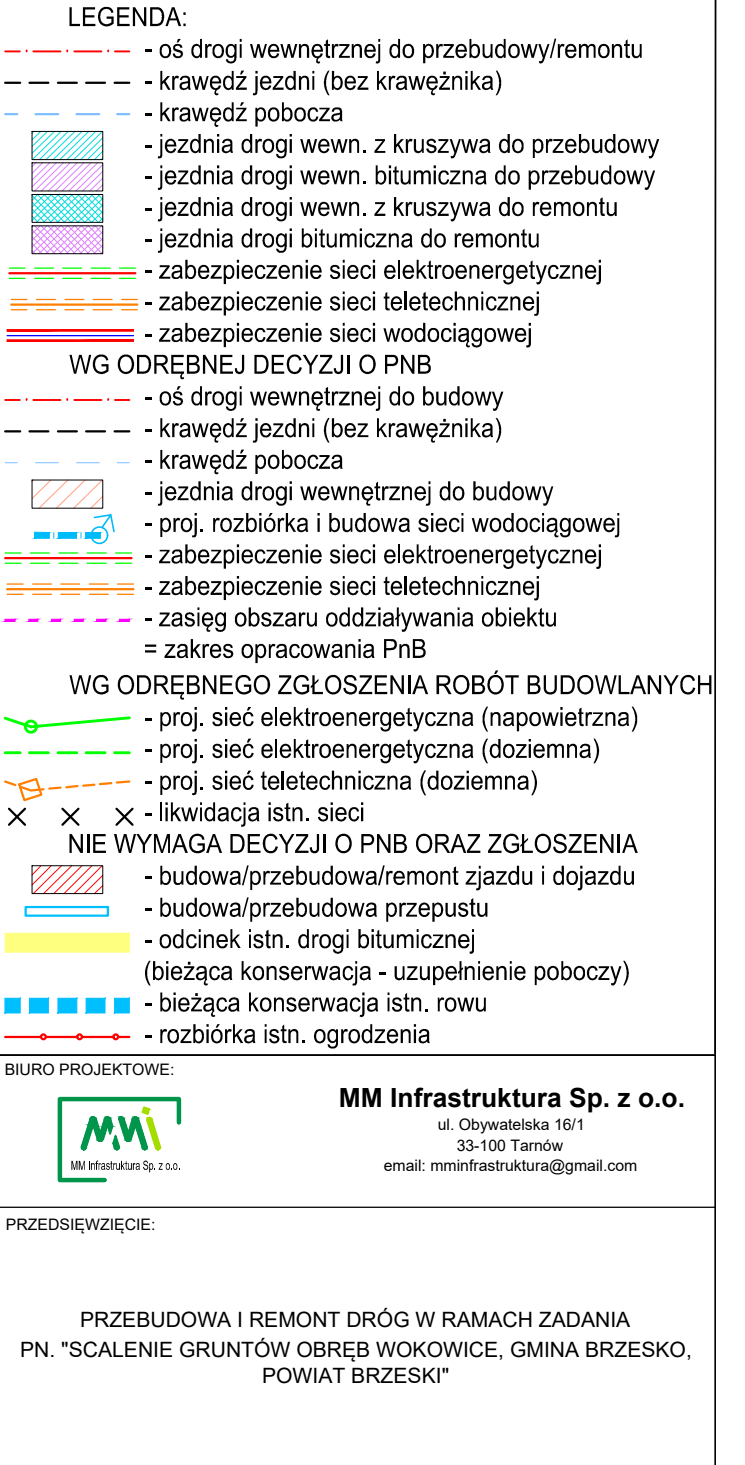 LEGENDA:
- oś drogi wewnętrznej do przebudowy/remontu
- krawędź jezdni (bez krawężnika)
- krawędź pobocza
- jezdnia drogi wewn. z kruszywa do przebudowy
- jezdnia drogi wewn. bitumiczna do przebudowy
- jezdnia drogi wewn. z kruszywa do remontu
- jezdnia drogi bitumiczna do remontu
- zabezpieczenie sieci elektroenergetycznej
- zabezpieczenie sieci teletechnicznej
- zabezpieczenie sieci wodociągowej
WG ODRĘBNEJ DECYZJI O PNB
- oś drogi wewnętrznej do budowy
- krawędź jezdni (bez krawężnika)
- krawędź pobocza
- jezdnia drogi wewnętrznej do budowy
- proj. rozbiórka i budowa sieci wodociągowej
- zabezpieczenie sieci elektroenergetycznej
- zabezpieczenie sieci teletechnicznej
- zasięg obszaru oddziaływania obiektu
= zakres opracowania PnB
WG ODRĘBNEGO ZGŁOSZENIA ROBÓT BUDOWLANYCH
- proj. sieć elektroenergetyczna (napowietrzna)
- proj. sieć elektroenergetyczna (doziemna)
- proj. sieć teletechniczna (doziemna)
- likwidacja istn. sieci
NIE WYMAGA DECYZJI O PNB ORAZ ZGŁOSZENIA
- budowa/przebudowa/remont zjazdu i dojazdu
- budowa/przebudowa przepustu
- odcinek istn. drogi bitumicznej
(bieżąca konserwacja - uzupełnienie poboczy)
- bieżąca konserwacja istn. rowu
- rozbiórka istn. ogrodzenia
BIURO PROJEKTOWE:
MMi
MM Infrastruktura Sp. z o.o.
MM Infrastruktura Sp. z o.o.
ul. Obywatelska 16/1
33-100 Tarnów
email: mminfrastruktura@gmail.com
PRZEDSIĘWZIĘCIE:
PRZEBUDOWA I REMONT DRÓG W RAMACH ZADANIA
PN. "SCALENIE GRUNTÓW OBRĘB WOKOWICE, GMINA BRZESKO,
POWIAT BRZESKI"